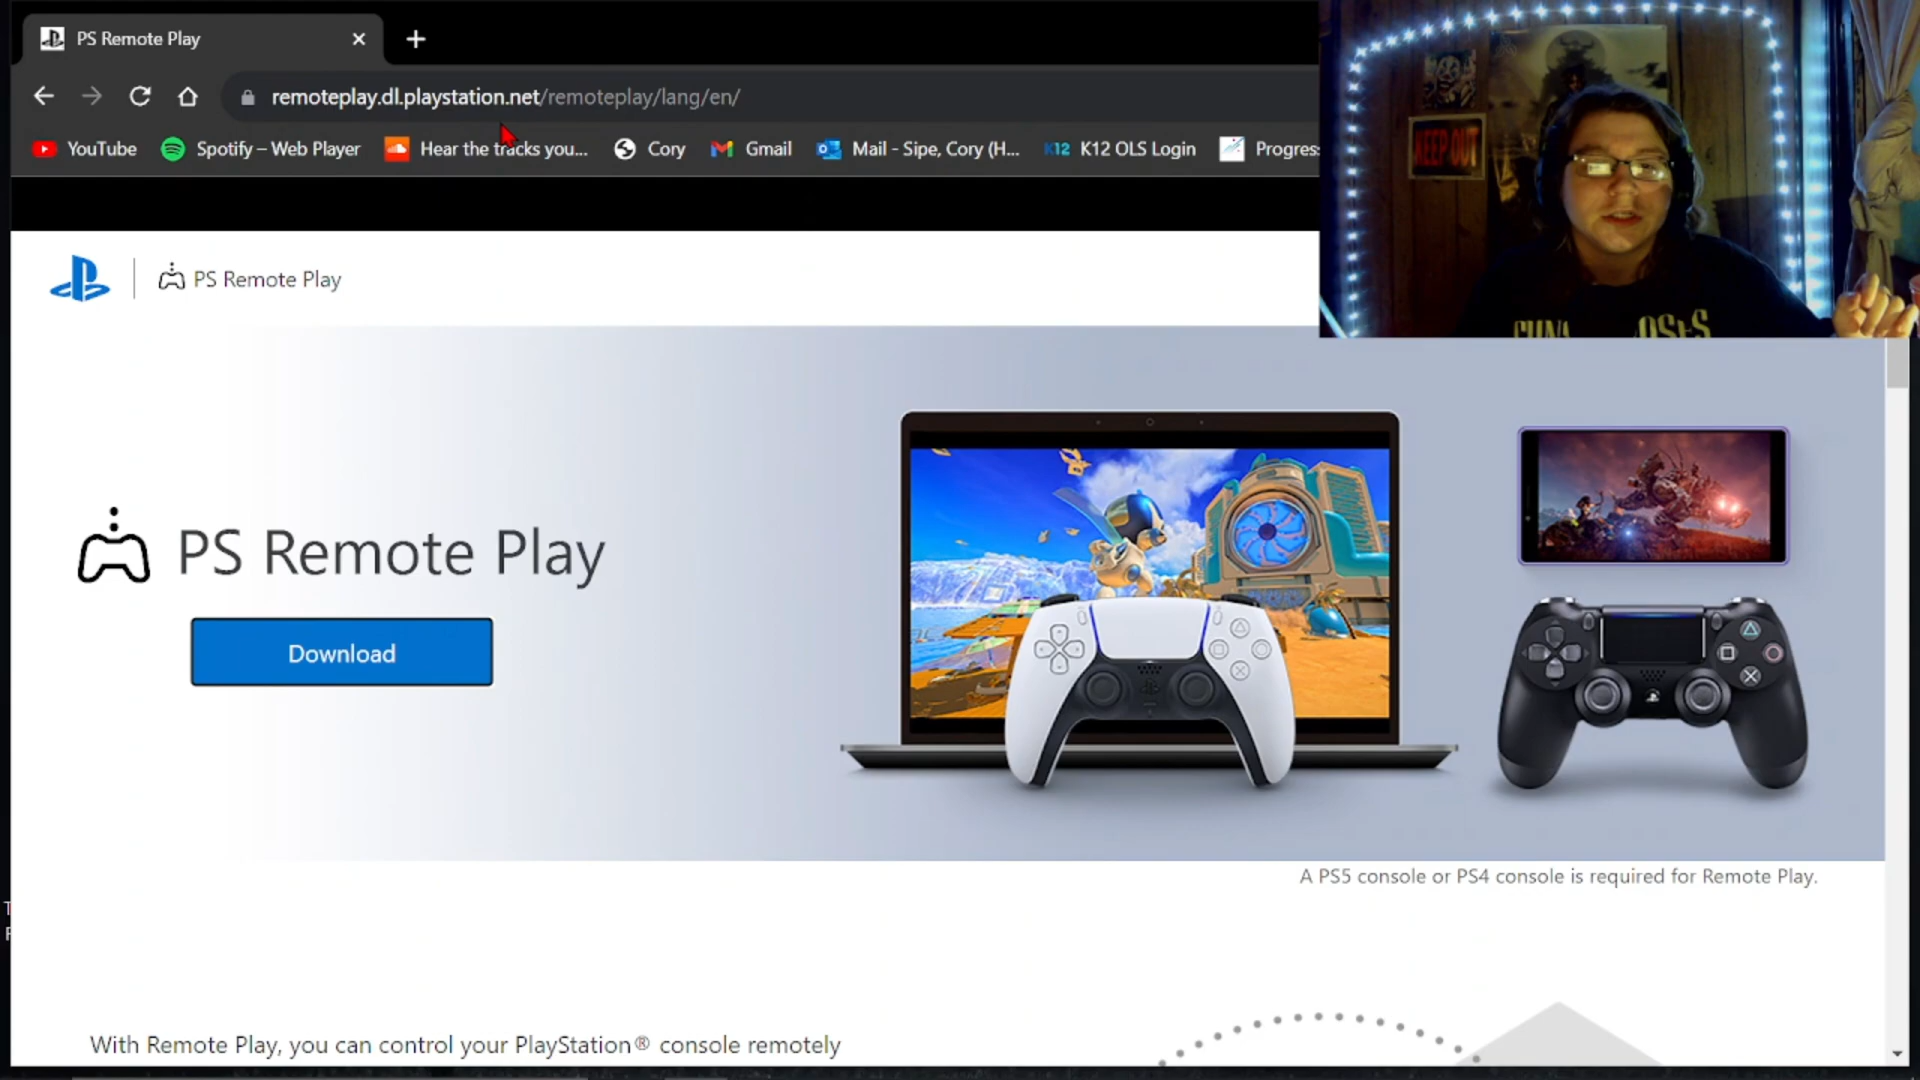 PS Remote Play
remoteplay.dl.playstation.net/remoteplay/lang/en/
YouTube Spotify – Web Player Hear the tracks you... Cory Gmail Mail - Sipe, Cory (H... K12 K12 OLS Login Progres
KEEP OUT
PS Remote Play
PS Remote Play
Download
A PS5 console or PS4 console is required for Remote Play.
With Remote Play, you can control your PlayStation® console remotely